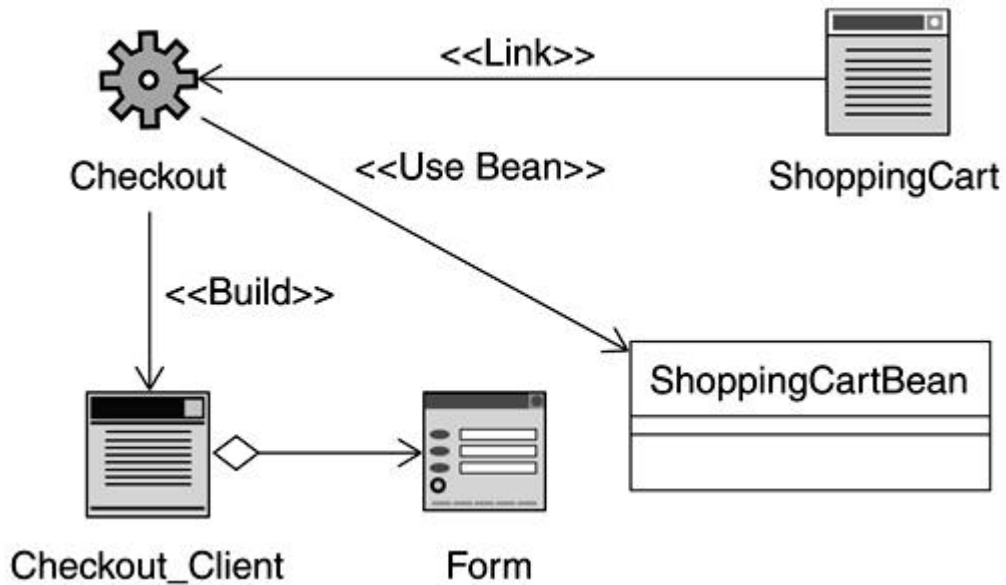 <<Link>>
Checkout
<<Use Bean>>
ShoppingCart
<<Build>>
ShoppingCartBean
Checkout_Client
Form